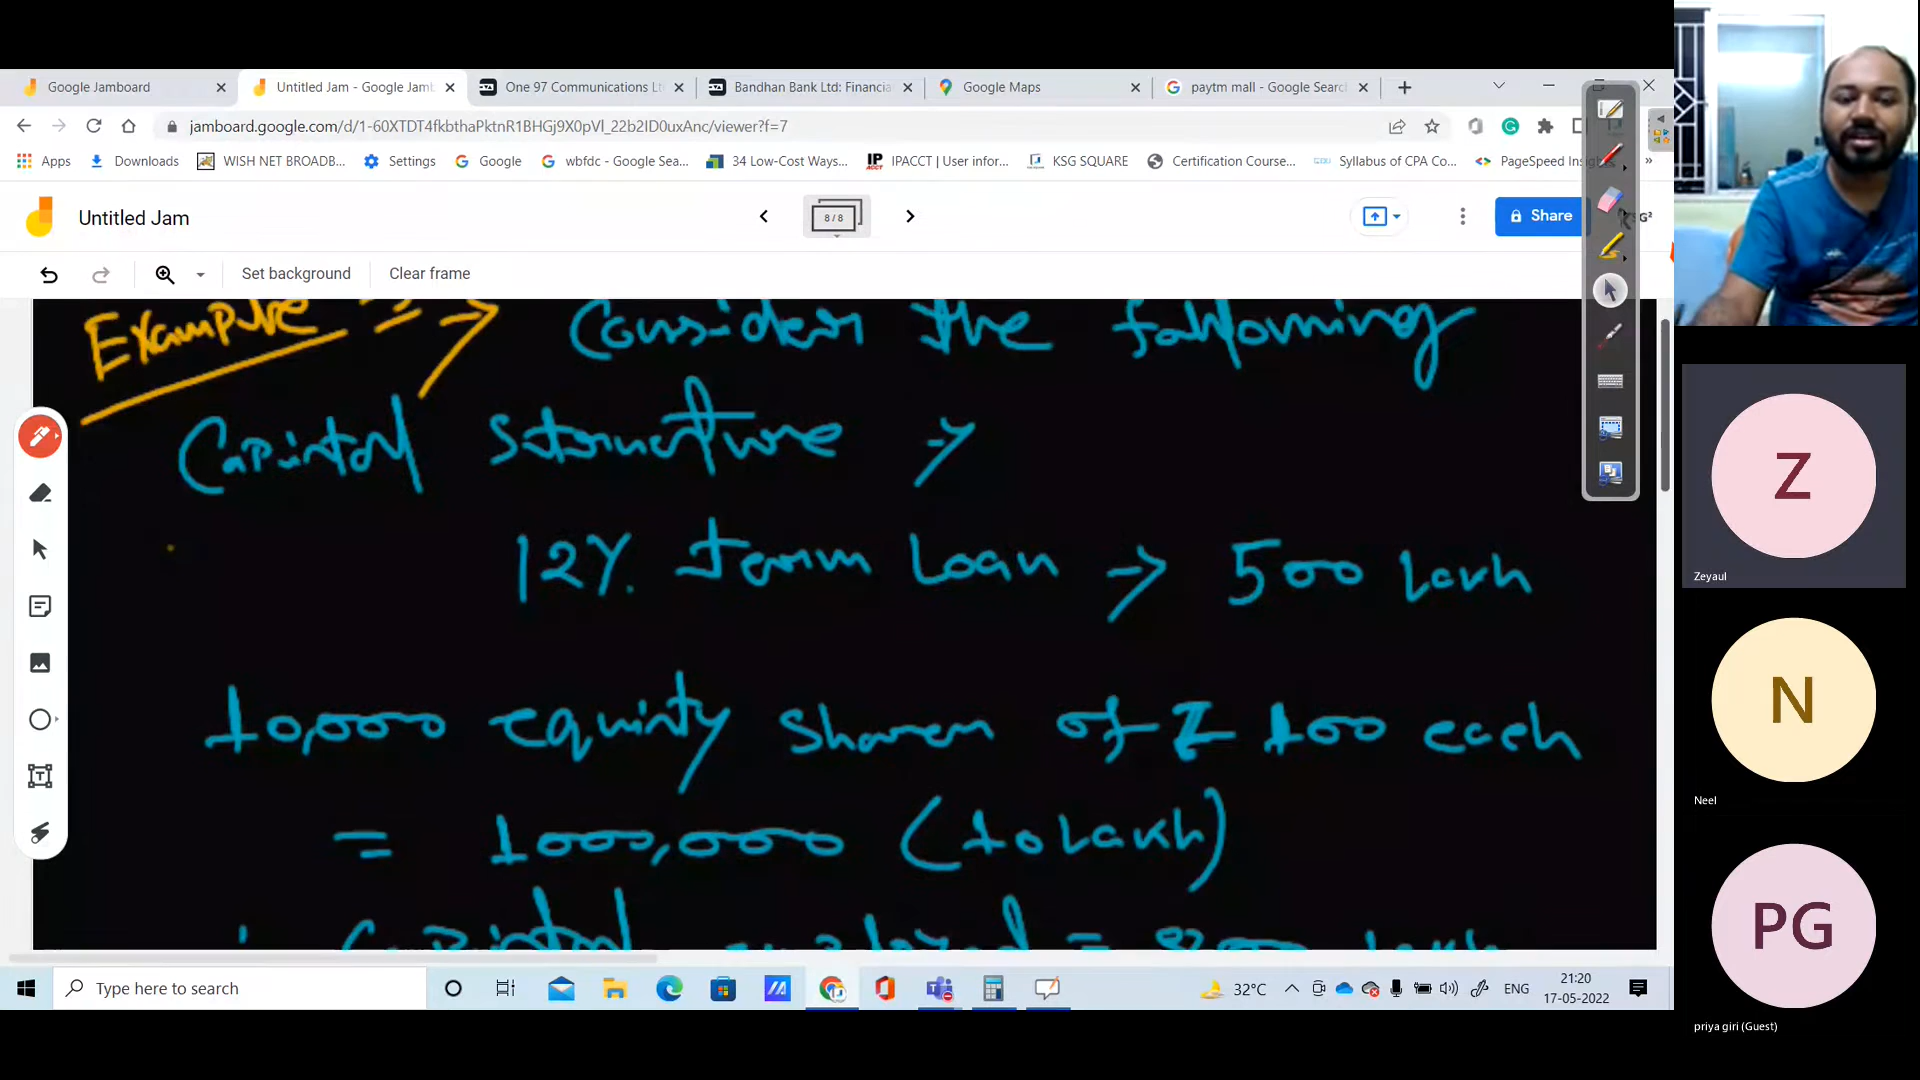 Google Jamboard
Untitled Jam - Google Jamb
One 97 Communications Lt
Bandhan Bank Ltd: Financia
Google Maps
paytm mall - Google Search
jamboard.google.com/d/1-60XTDT4fkbthaPktnR1BHGj9X0pVl_22b2ID0uxAnc/viewer?f=7
Apps
Downloads
WISH NET BROADB...
Settings
Google
wbfdc - Google Sea...
34 Low-Cost Ways...
IPACCT | User infor...
KSG SQUARE
Certification Course...
Syllabus of CPA Co...
PageSpeed Insig
»
Untitled Jam
8 / 8
Share
Set background
Clear frame
Example => Consider the following
Capital structure →
12%. Term Loan → 500 Lakh
10,000 equity shares of ₹ 100 each
= 1000,000 (10 Lakh)
Z
Zeyaul
N
Neel
PG
priya giri (Guest)
Type here to search
32°C
ENG
21:20
17-05-2022